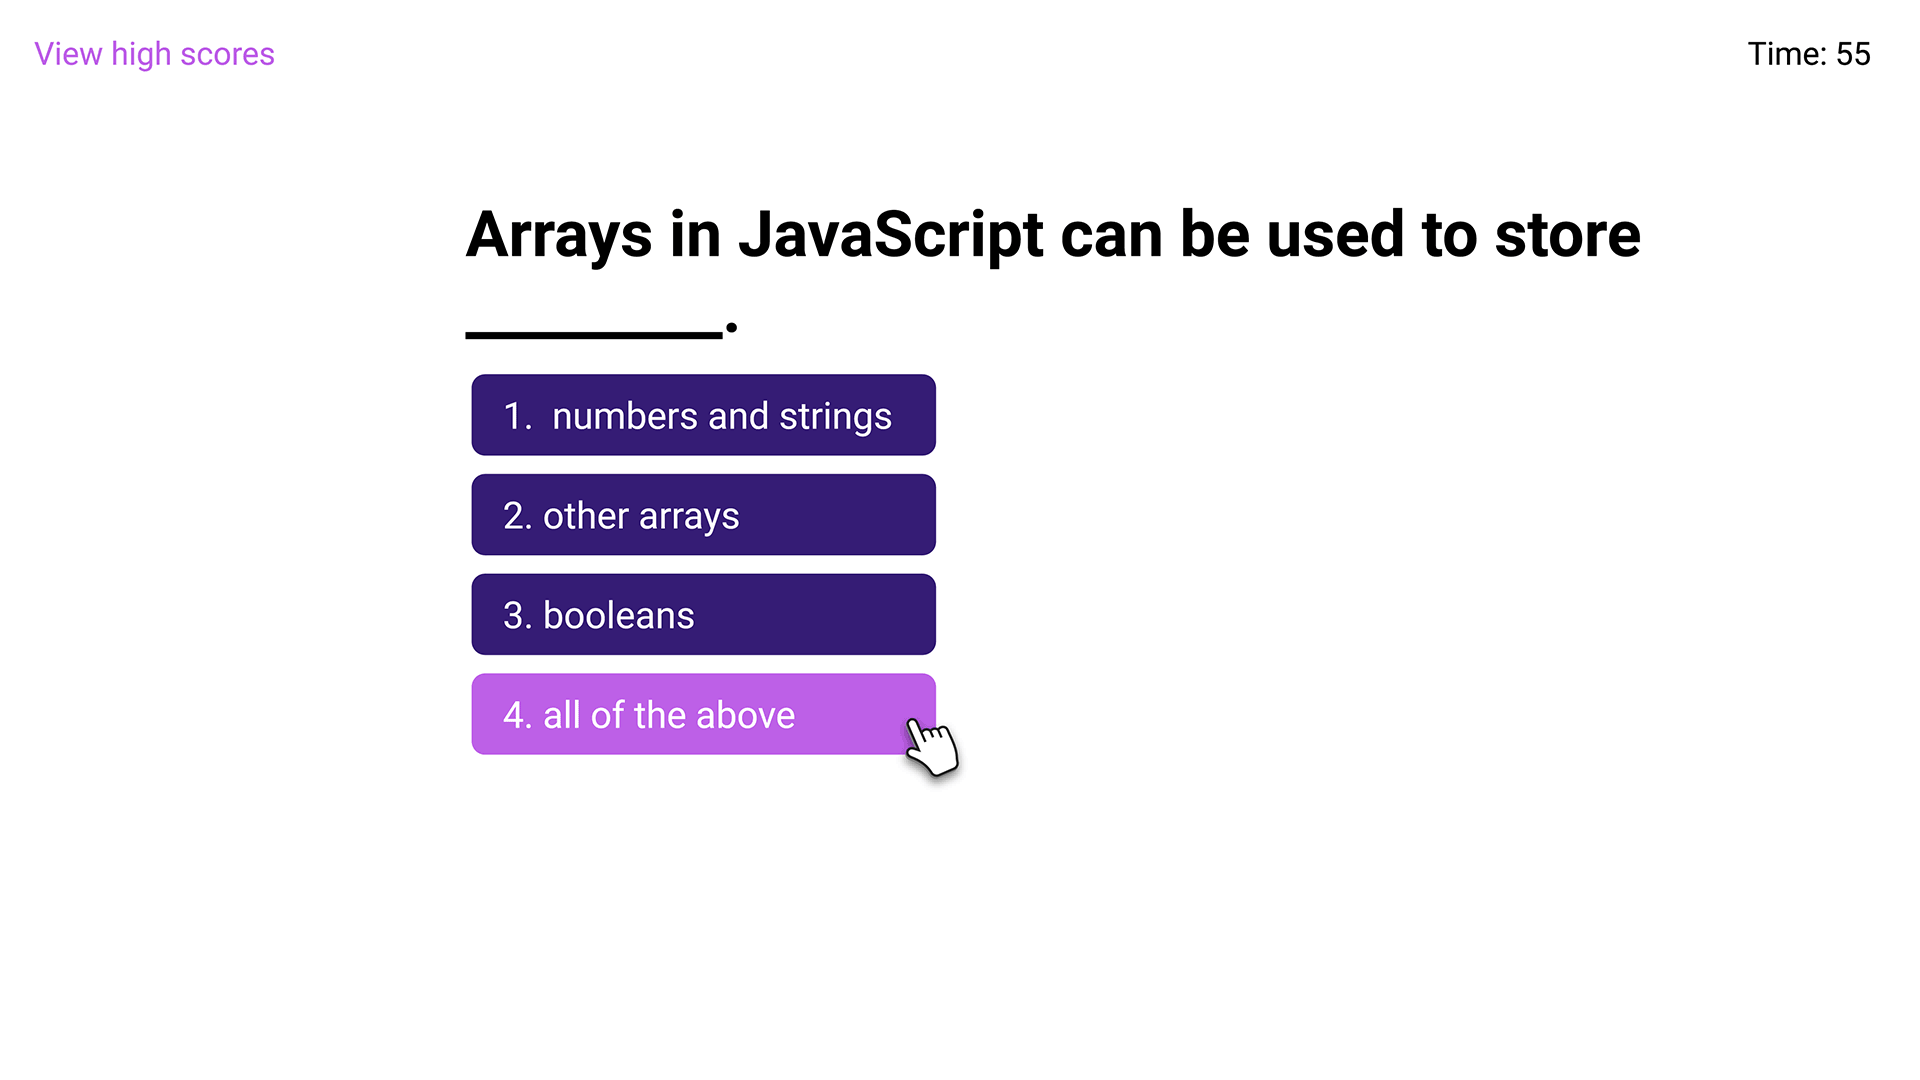 View high scores
Time: 55
Arrays in JavaScript can be used to store
________.
1. numbers and strings
2. other arrays
3. booleans
4. all of the above